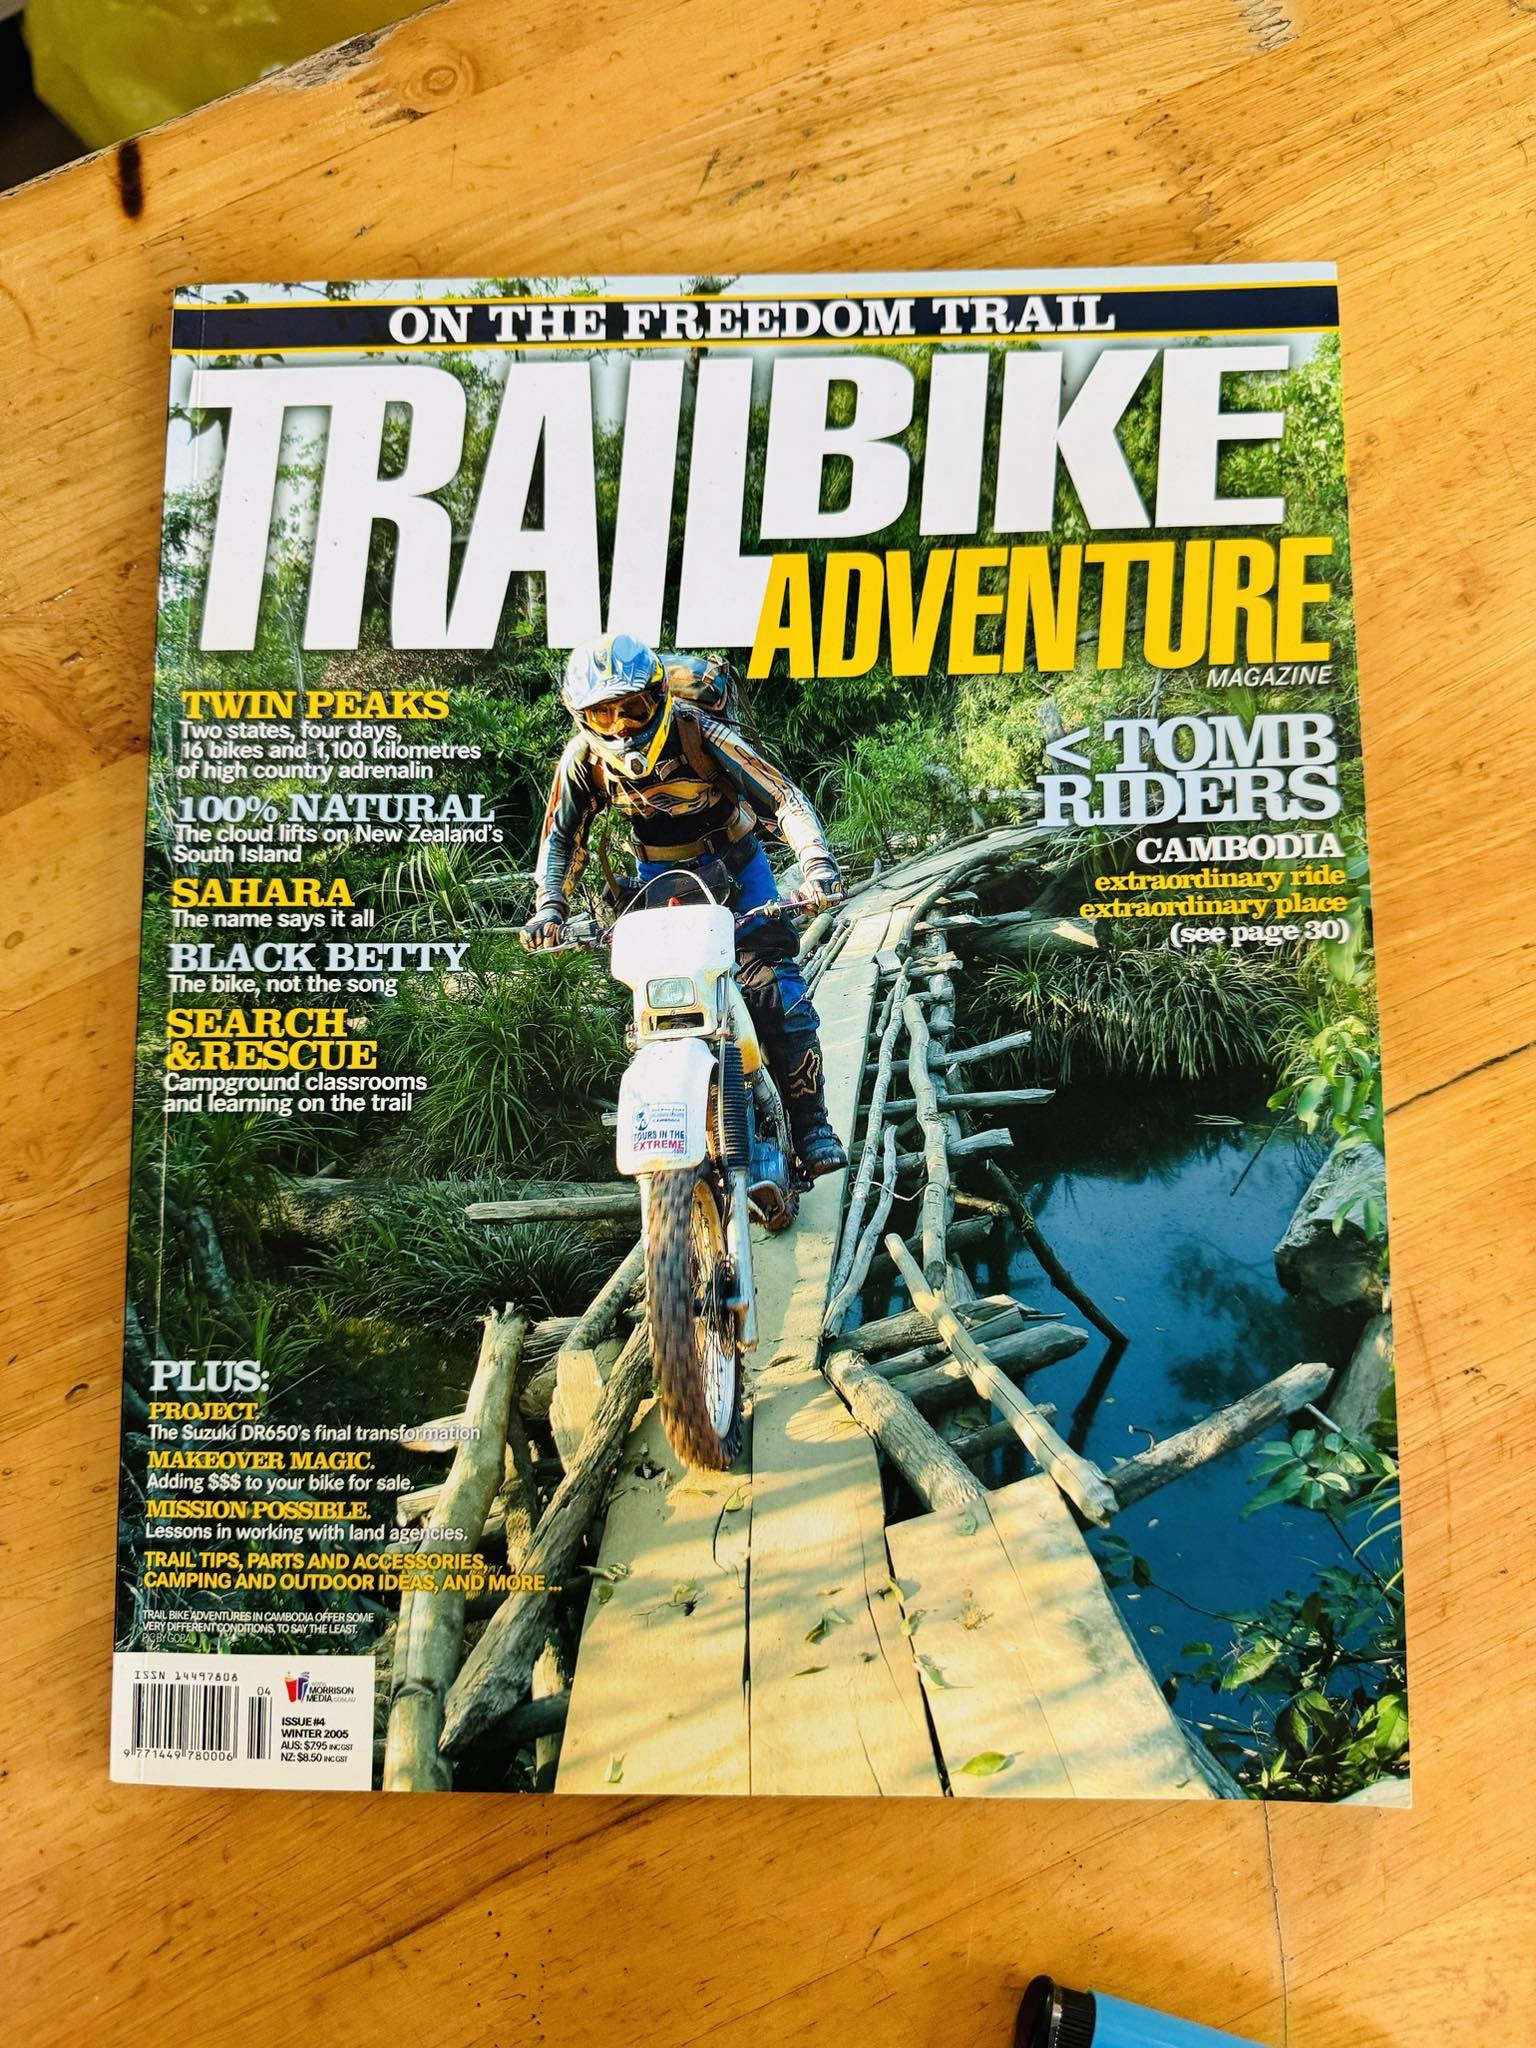 ON THE FREEDOM TRAIL
TRAILBIKE
ADVENTURE
MAGAZINE
TWIN PEAKS
Two states, four days,
16 bikes and 1,100 kilometres
of high country adrenalin
100% NATURAL
The cloud lifts on New Zealand's
South Island
SAHARA
The name says it all
BLACK BETTY
The bike, not the song
SEARCH
&RESCUE
Campground classrooms
and learning on the trail
< TOMB
RIDERS
CAMBODIA
extraordinary ride
extraordinary place
(see page 30)
CAMBODIA
TOURS IN THE
EXTREME
PLUS:
PROJECT.
The Suzuki DR650's final transformation
MAKEOVER MAGIC.
Adding $$$ to your bike for sale.
MISSION POSSIBLE.
Lessons in working with land agencies.
TRAIL TIPS, PARTS AND ACCESSORIES,
CAMPING AND OUTDOOR IDEAS, AND MORE ...
TRAIL BIKE ADVENTURES IN CAMBODIA OFFER SOME
VERY DIFFERENT CONDITIONS, TO SAY THE LEAST.
PIC BY GOBA
ISSN 14497808
04
9 771449 780006
MORRISON
MEDIA.COM.AU
ISSUE #4
WINTER 2005
AUS: $7.95 INC GST
NZ: $8.50 INC GST
FOX